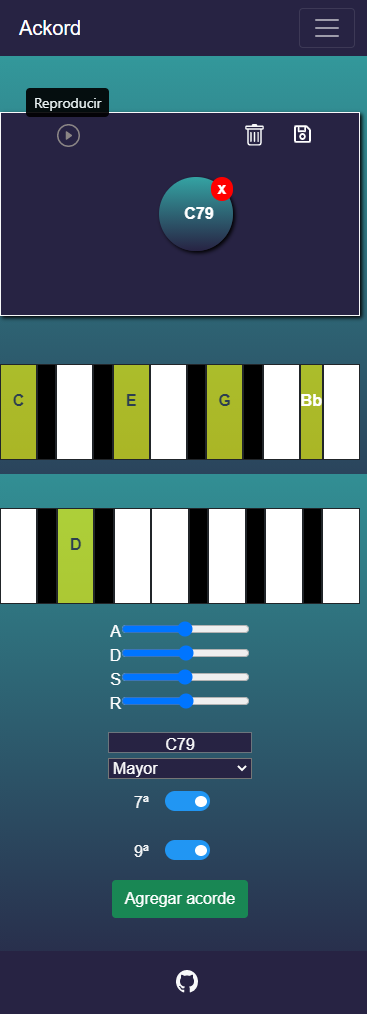 Ackord
Reproducir
x
C79
C
E
G
Bb
D
A
D
S
R
C79
Mayor
7ª
9ª
Agregar acorde